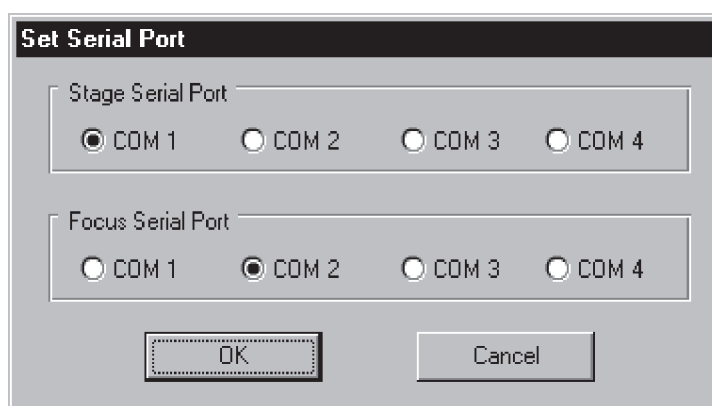 Set Serial Port
Stage Serial Port
COM 1 COM 2 COM 3 COM 4
Focus Serial Port
COM 1 COM 2 COM 3 COM 4
OK Cancel